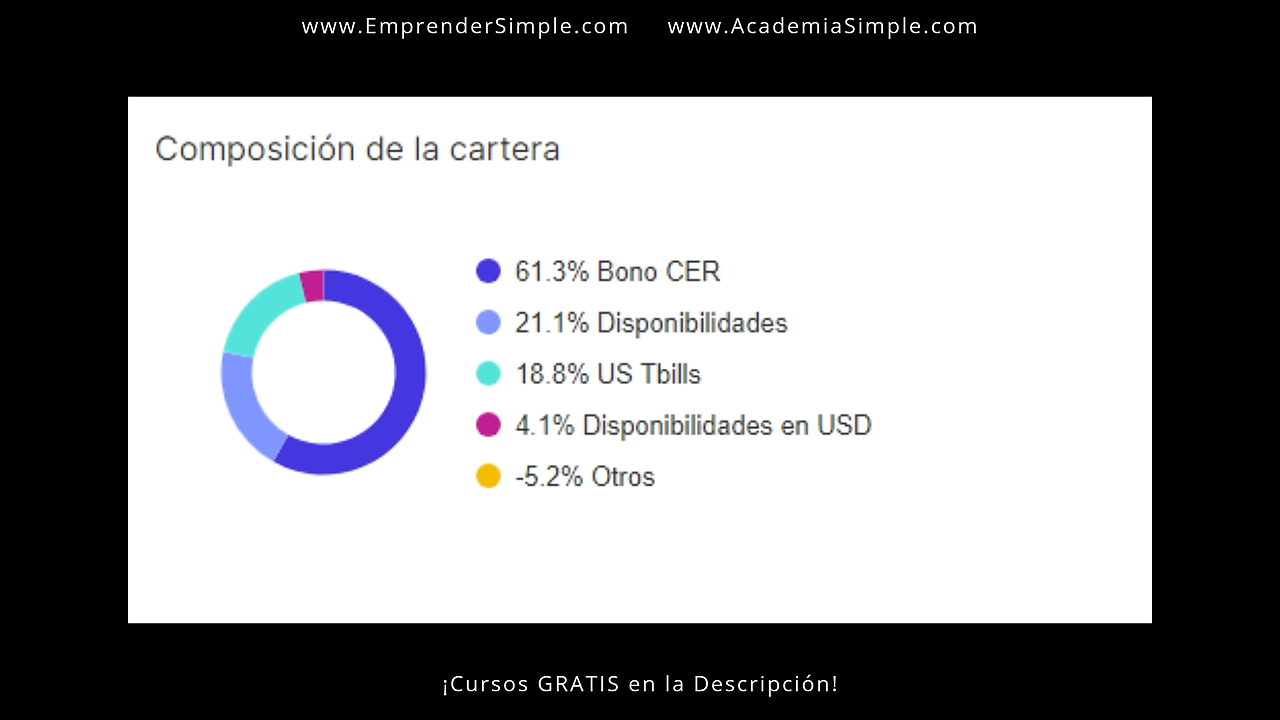 www.EmprenderSimple.com www.AcademiaSimple.com
Composición de la cartera
61.3% Bono CER
21.1% Disponibilidades
18.8% US Tbills
4.1% Disponibilidades en USD
-5.2% Otros
¡Cursos GRATIS en la Descripción!